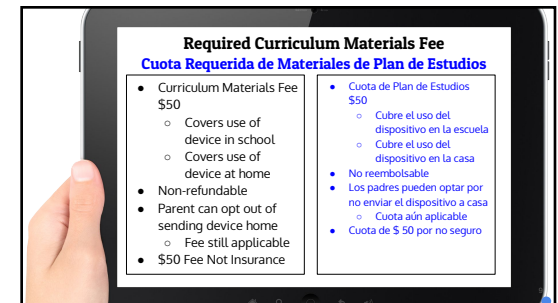 Required Curriculum Materials Fee
Cuota Requerida de Materiales de Plan de Estudios
● Curriculum Materials Fee
$50
○ Covers use of
device in school
○ Covers use of
device at home
● Non-refundable
● Parent can opt out of
sending device home
○ Fee still applicable
● $50 Fee Not Insurance
● Cuota de Plan de Estudios
$50
○ Cubre el uso del
dispositivo en la escuela
○ Cubre el uso del
dispositivo en la casa
● No reembolsable
● Los padres pueden optar por
no enviar el dispositivo a casa
○ Cuota aún aplicable
● Cuota de $ 50 por no seguro